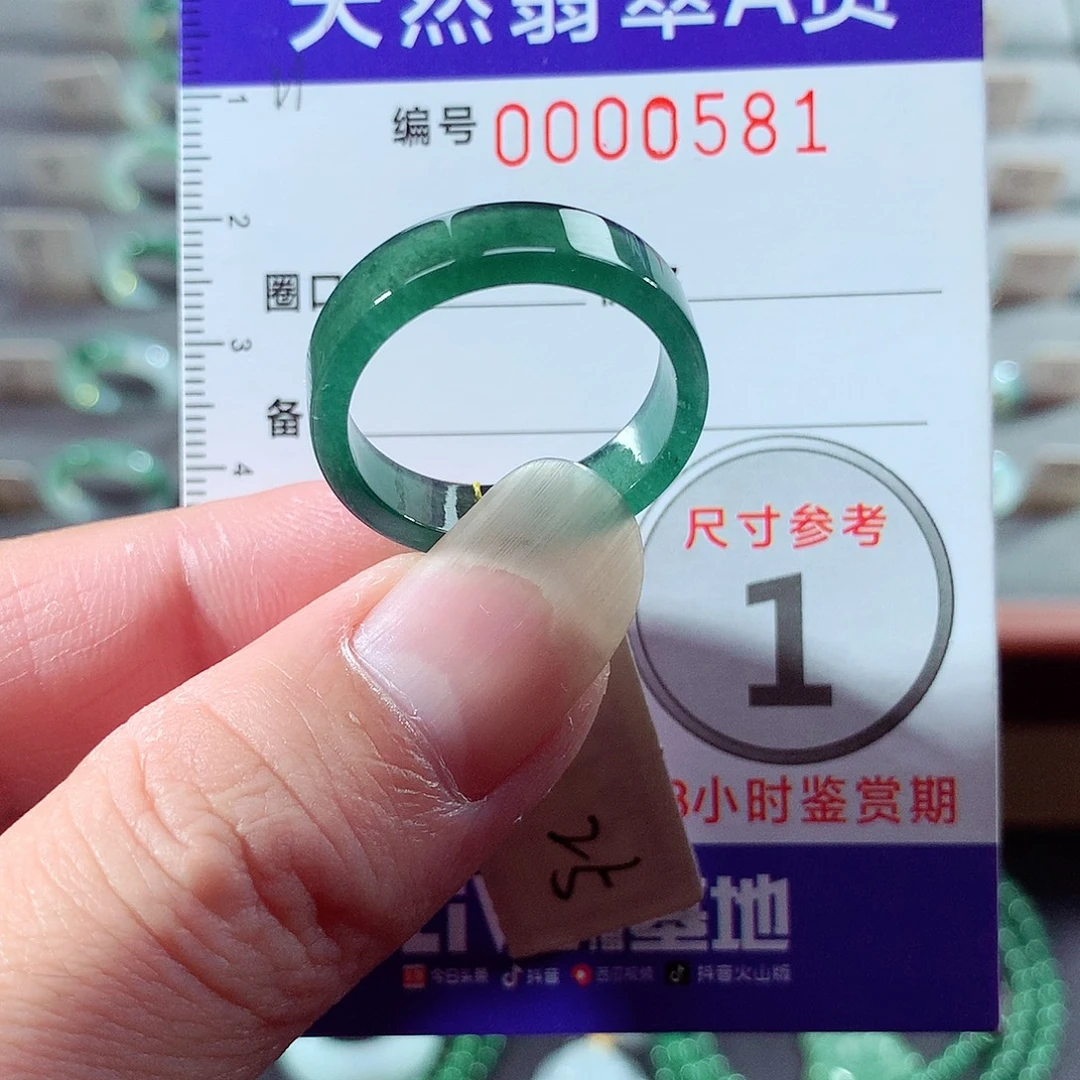 天然翡翠A货
编号 0000581
1
2
圈口
3
备
4
尺寸参考
1
小时鉴赏期
基地
今日头条 抖音 西瓜视频 抖音火山版